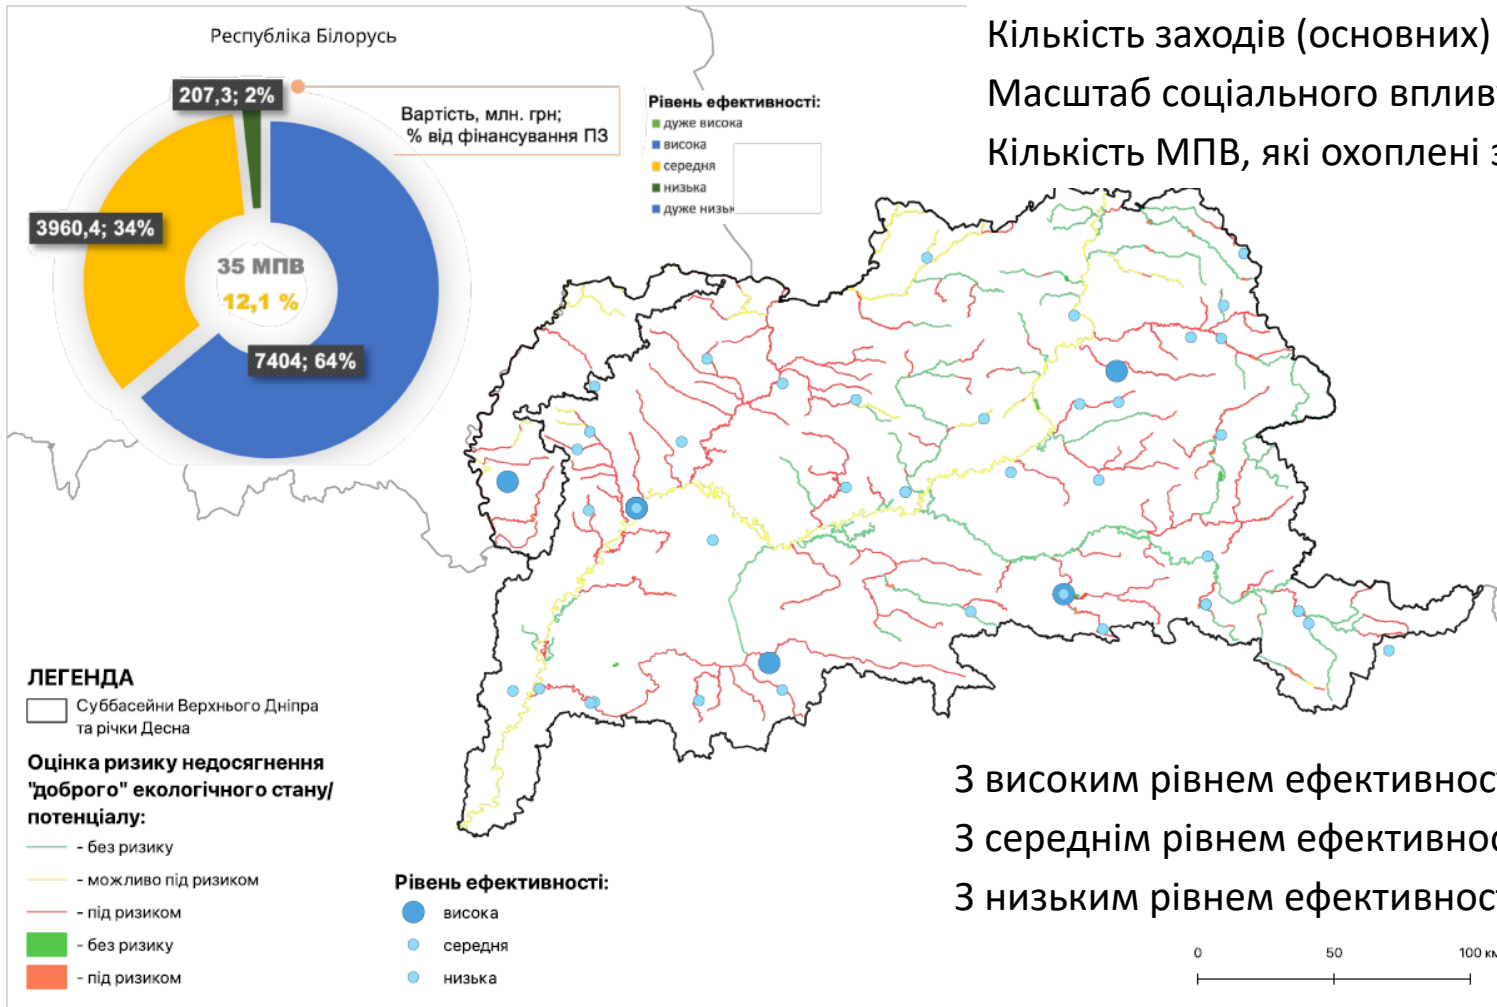 Республіка Білорусь
207,3; 2%
Вартість, млн. грн;
% від фінансування ПЗ
3960,4; 34%
35 МПВ
12,1 %
7404; 64%
Рівень ефективності:
дуже висока
висока
середня
низька
дуже низьк
Кількість заходів (основних)
Масштаб соціального вплив
Кількість МПВ, які охоплені з
ЛЕГЕНДА
Суббасейни Верхнього Дніпра
та річки Десна
Оцінка ризику недосягнення
"доброго" екологічного стану/
потенціалу:
- без ризику
- можливо під ризиком
- під ризиком
- без ризику
- під ризиком
Рівень ефективності:
висока
середня
низька
З високим рівнем ефективност
З середнім рівнем ефективнос
З низьким рівнем ефективност
0 50 100 км